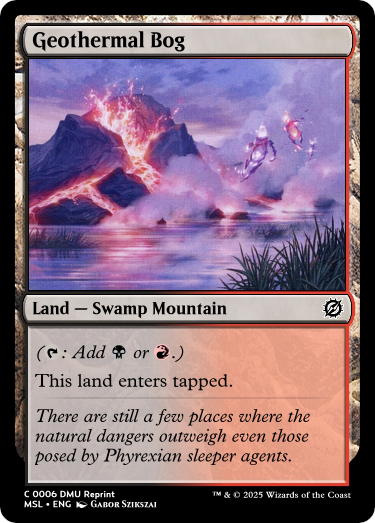 Geothermal Bog
Land — Swamp Mountain
(: Add or .)
This land enters tapped.
There are still a few places where the
natural dangers outweigh even those
posed by Phyrexian sleeper agents.
C 0006 DMU Reprint
MSL • ENG Gabor Szikszai
™ & © 2025 Wizards of the Coast